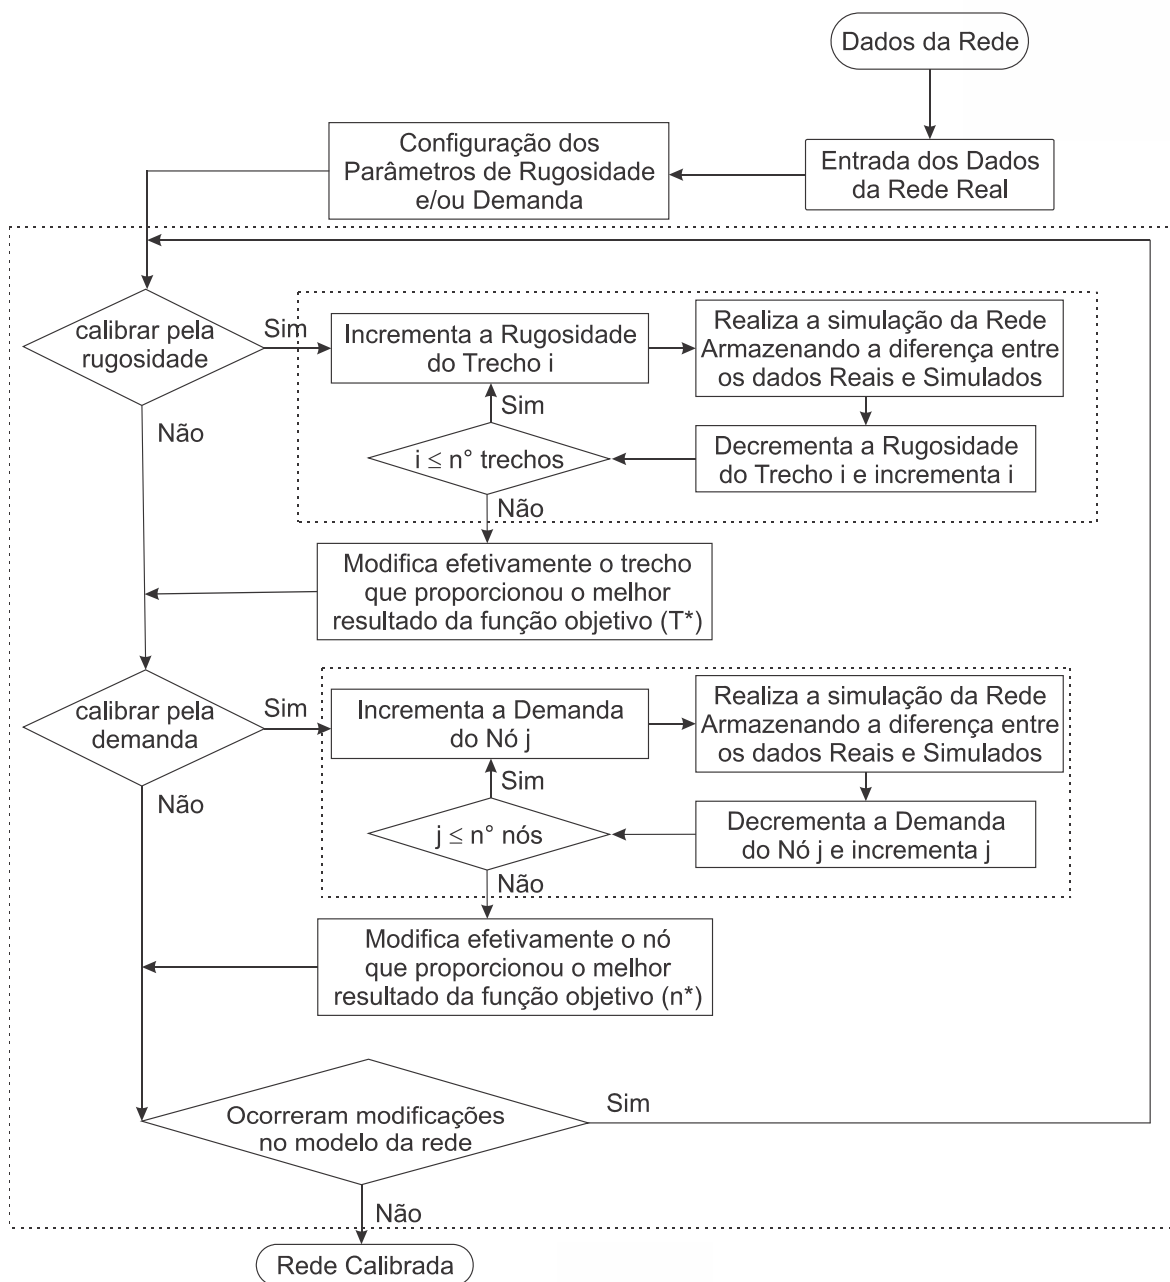 Dados da Rede
Entrada dos Dados
da Rede Real
Configuração dos
Parâmetros de Rugosidade
e/ou Demanda
calibrar pela
rugosidade
Sim
Incrementa a Rugosidade
do Trecho i
Realiza a simulação da Rede
Armazenando a diferença entre
os dados Reais e Simulados
Decrementa a Rugosidade
do Trecho i e incrementa i
i ≤ n° trechos
Sim
Não
Não
Modifica efetivamente o trecho
que proporcionou o melhor
resultado da função objetivo (T*)
calibrar pela
demanda
Sim
Incrementa a Demanda
do Nó j
Realiza a simulação da Rede
Armazenando a diferença entre
os dados Reais e Simulados
Decrementa a Demanda
do Nó j e incrementa j
j ≤ n° nós
Sim
Não
Não
Modifica efetivamente o nó
que proporcionou o melhor
resultado da função objetivo (n*)
Ocorreram modificações
no modelo da rede
Sim
Não
Rede Calibrada